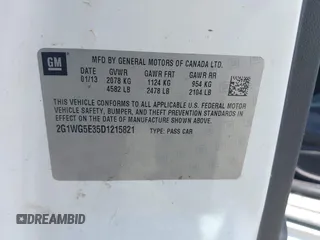 GM
MFD BY GENERAL MOTORS OF CANADA LTD.
DATE GVWR GAWR FRT GAWR RR
01/13 2078 KG 1124 KG 954 KG
4582 LB 2478 LB 2104 LB
THIS VEHICLE CONFORMS TO ALL APPLICABLE U.S. FEDERAL MOTOR
VEHICLE SAFETY, BUMPER, AND THEFT PREVENTION STANDARDS
IN EFFECT ON THE DATE OF MANUFACTURE SHOWN ABOVE.
2G1WG5E35D1215821 TYPE: PASS CAR
DREAMBID